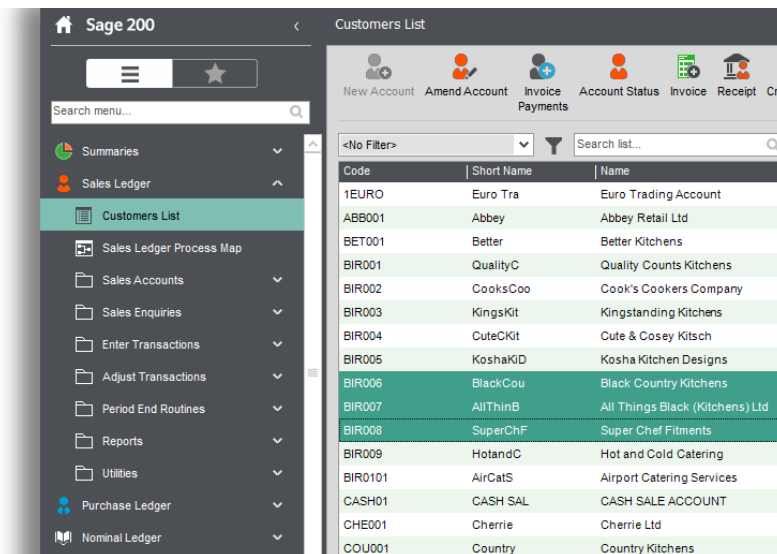 Sage 200
Customers List
New Account Amend Account Invoice Payments Account Status Invoice Receipt Cr
Search menu...
<No Filter> Search list...
Summaries
Sales Ledger
Customers List
Sales Ledger Process Map
Sales Accounts
Sales Enquiries
Enter Transactions
Adjust Transactions
Period End Routines
Reports
Utilities
Purchase Ledger
Nominal Ledger
Code Short Name Name
1EURO Euro Tra Euro Trading Account
ABB001 Abbey Abbey Retail Ltd
BET001 Better Better Kitchens
BIR001 QualityC Quality Counts Kitchens
BIR002 CooksCoo Cook's Cookers Company
BIR003 KingsKit Kingstanding Kitchens
BIR004 CuteCKit Cute & Cosey Kitsch
BIR005 KoshaKiD Kosha Kitchen Designs
BIR006 BlackCou Black Country Kitchens
BIR007 AllThinB All Things Black (Kitchens) Ltd
BIR008 SuperChF Super Chef Fitments
BIR009 HotandC Hot and Cold Catering
BIR0101 AirCatS Airport Catering Services
CASH01 CASH SAL CASH SALE ACCOUNT
CHE001 Cherrie Cherrie Ltd
COU001 Country Country Kitchens